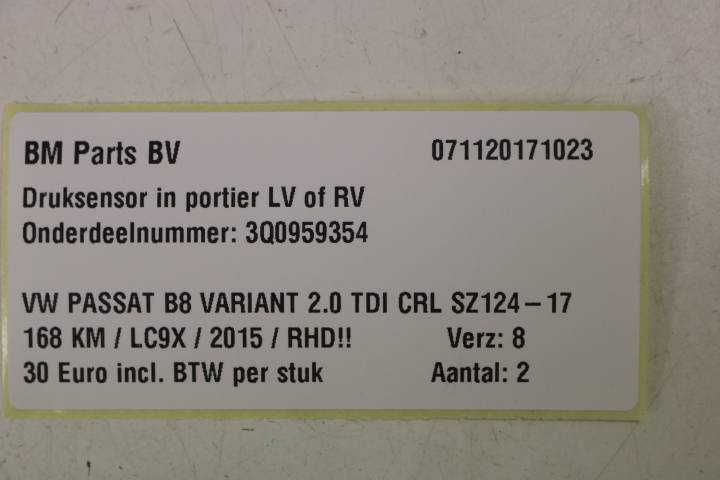 BM Parts BV 071120171023
Druksensor in portier LV of RV
Onderdeelnummer: 3Q0959354
VW PASSAT B8 VARIANT 2.0 TDI CRL SZ124-17
168 KM / LC9X / 2015 / RHD!! Verz: 8
30 Euro incl. BTW per stuk Aantal: 2